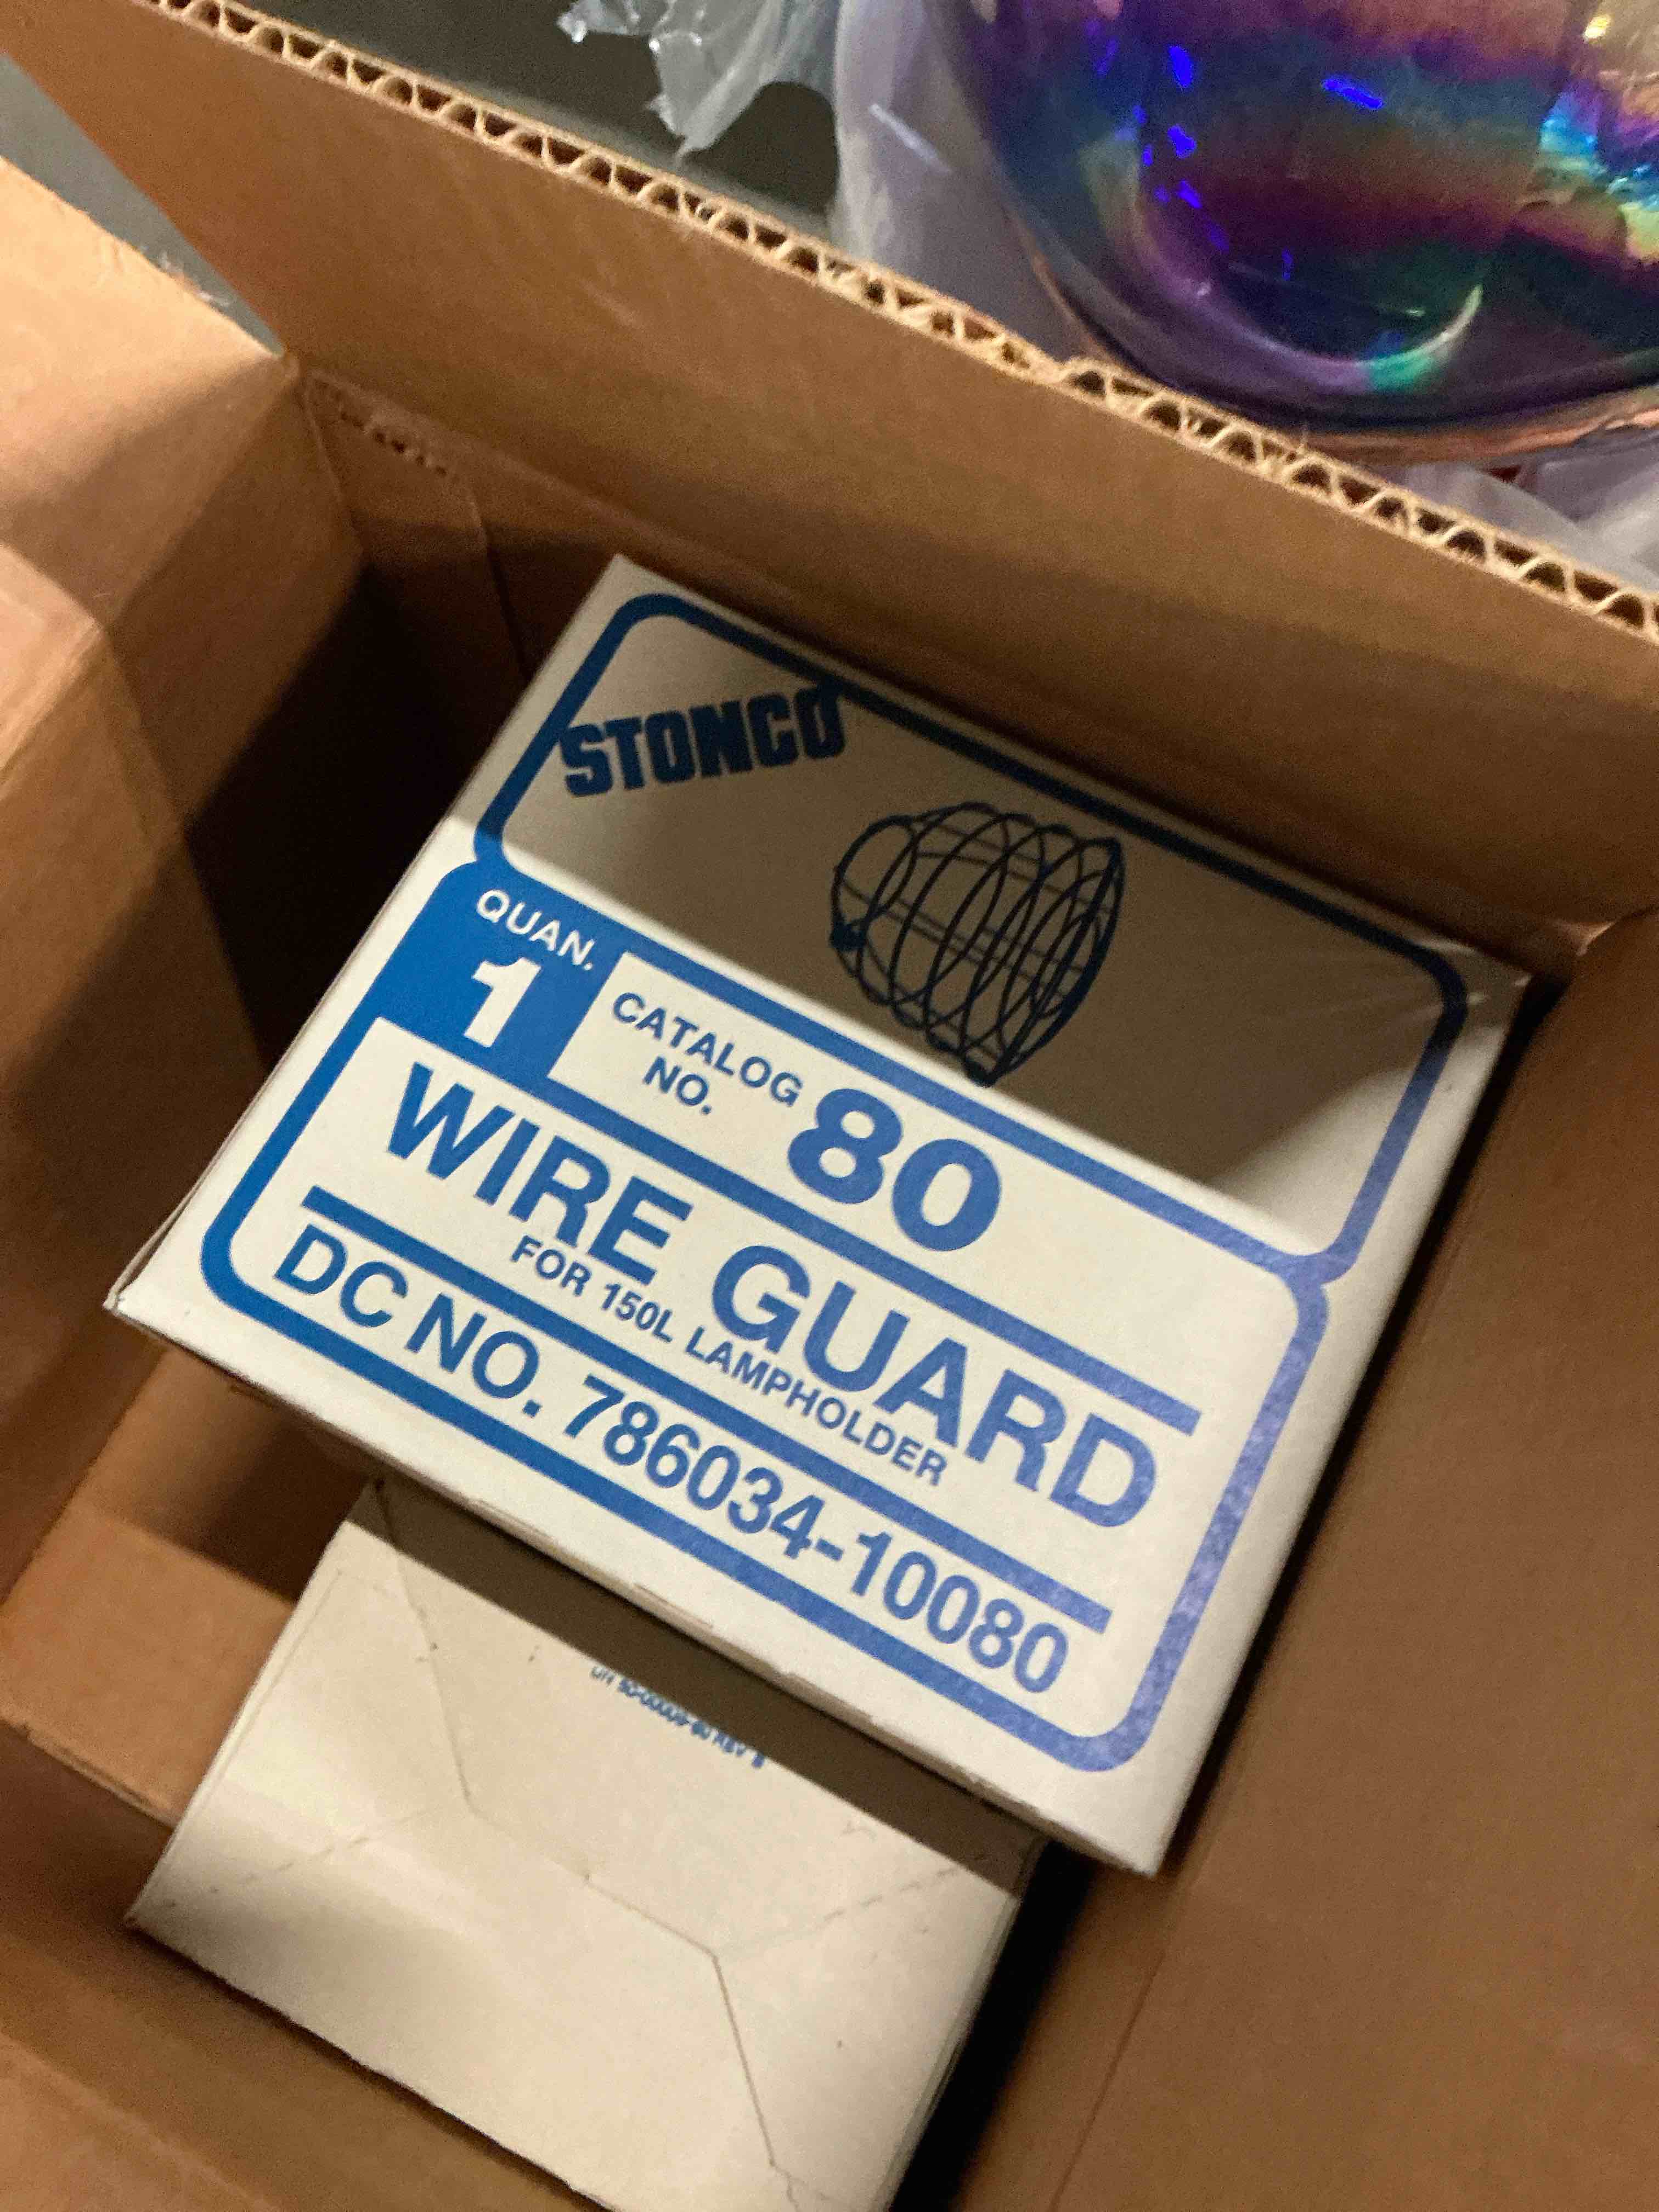 STONCO
QUAN.
1
CATALOG
NO.
80
WIRE GUARD
FOR 150L LAMPHOLDER
DC NO. 786034-10080